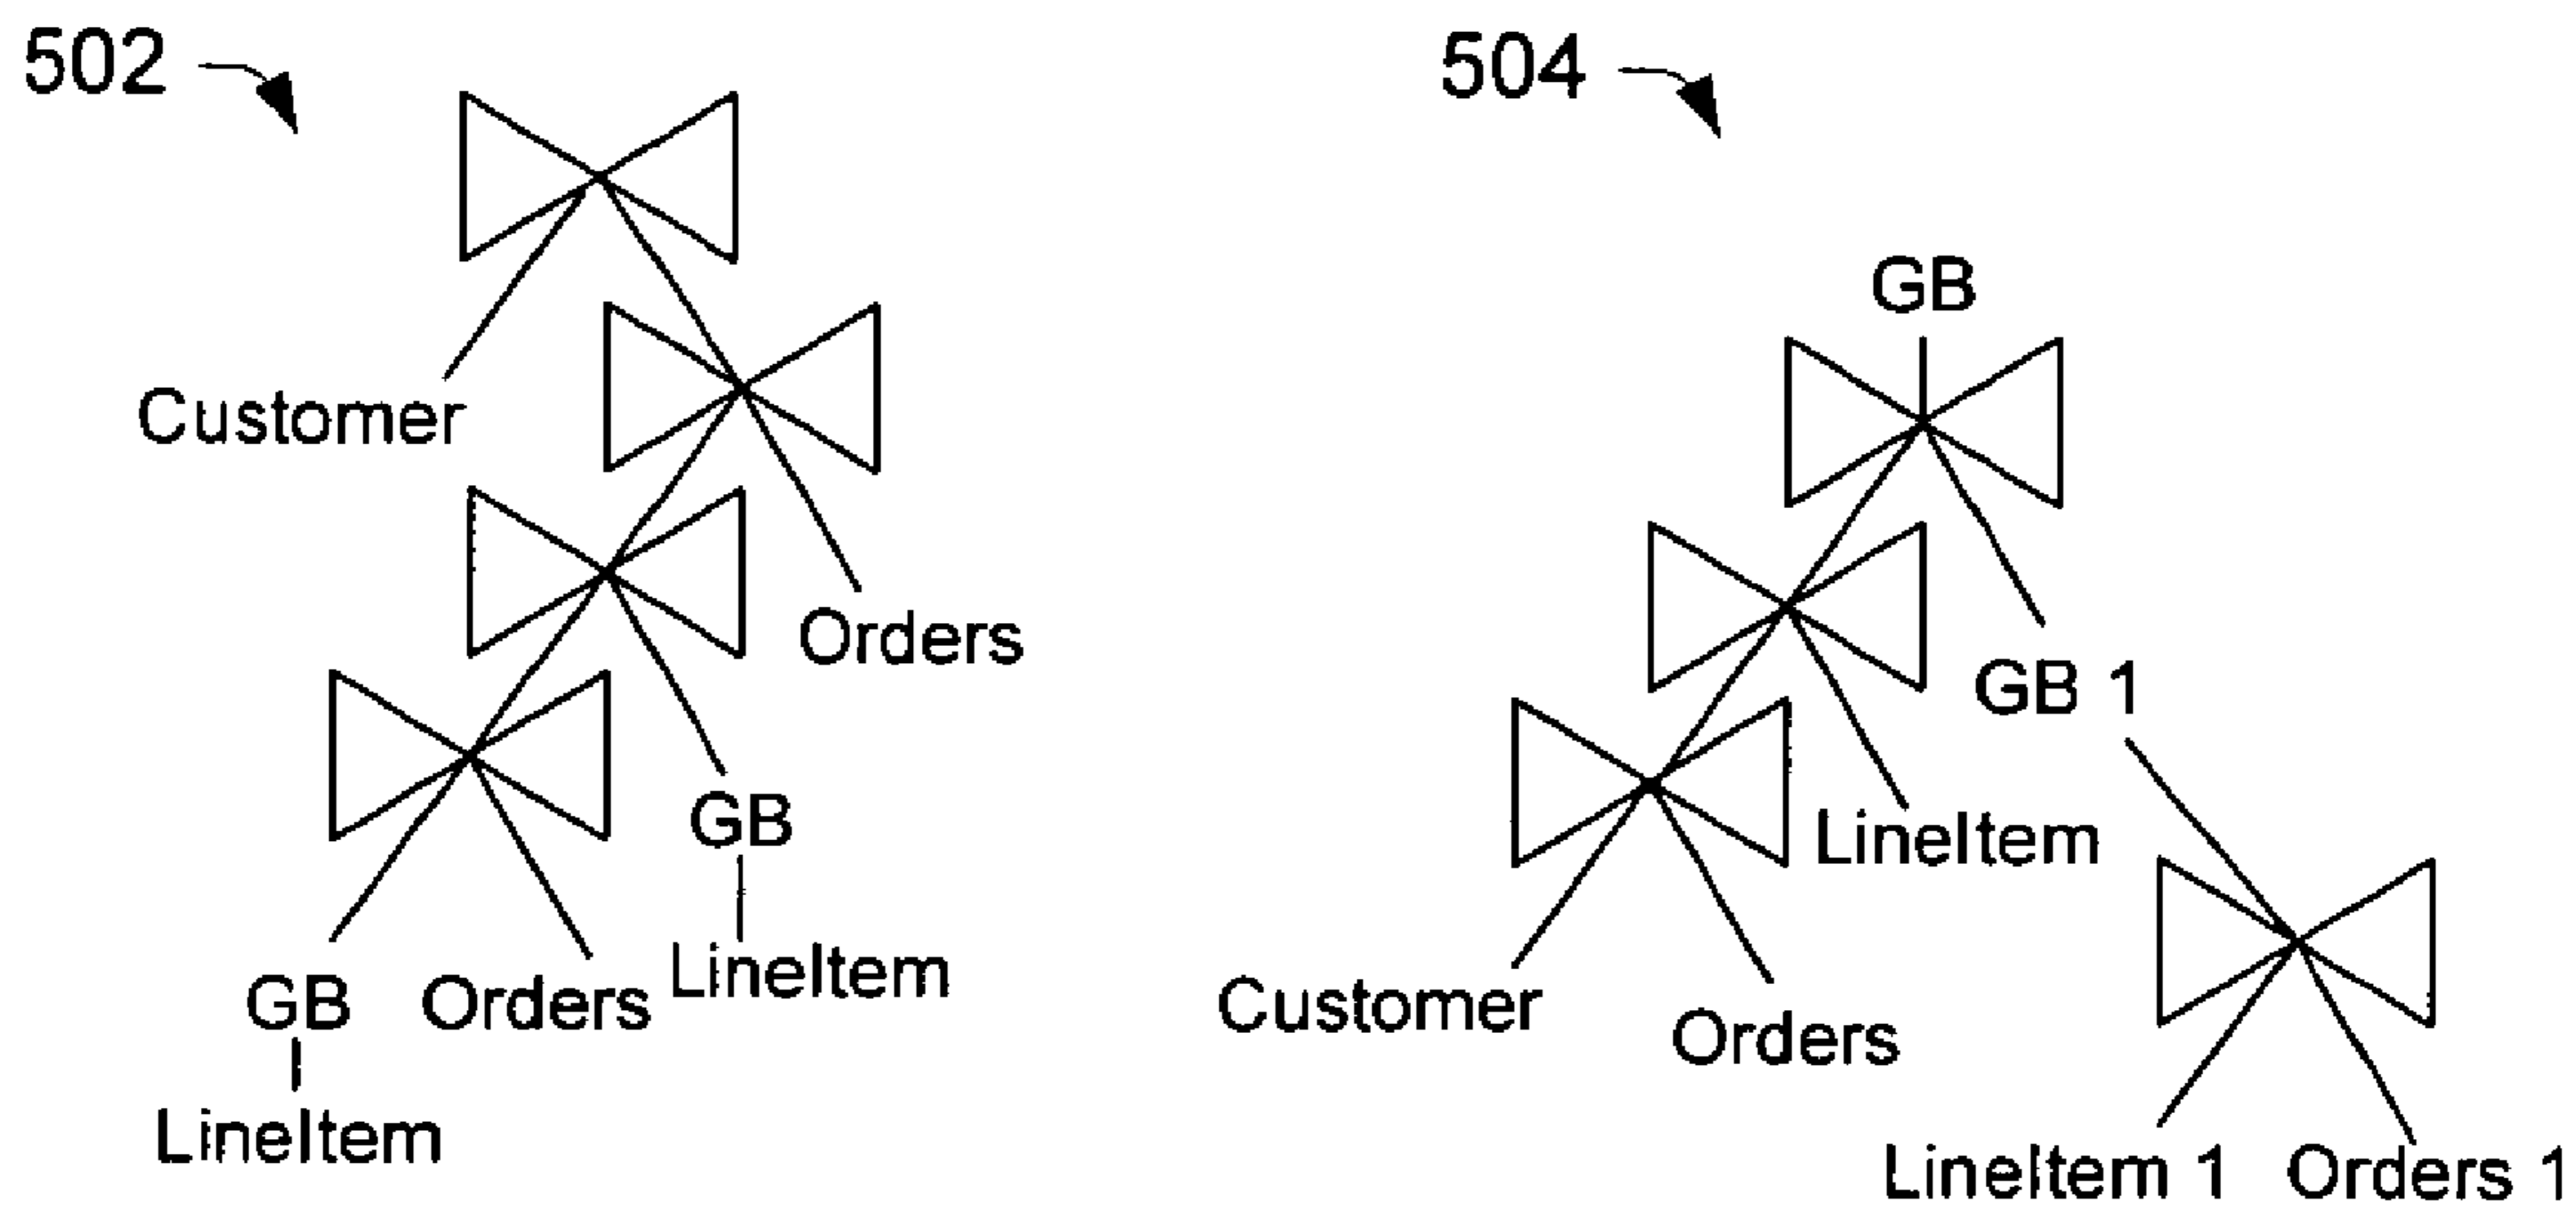 502
504
GB
Customer
Orders
GB 1
GB
LineItem
LineItem
GB
Orders
Customer
Orders
LineItem
LineItem 1
Orders 1